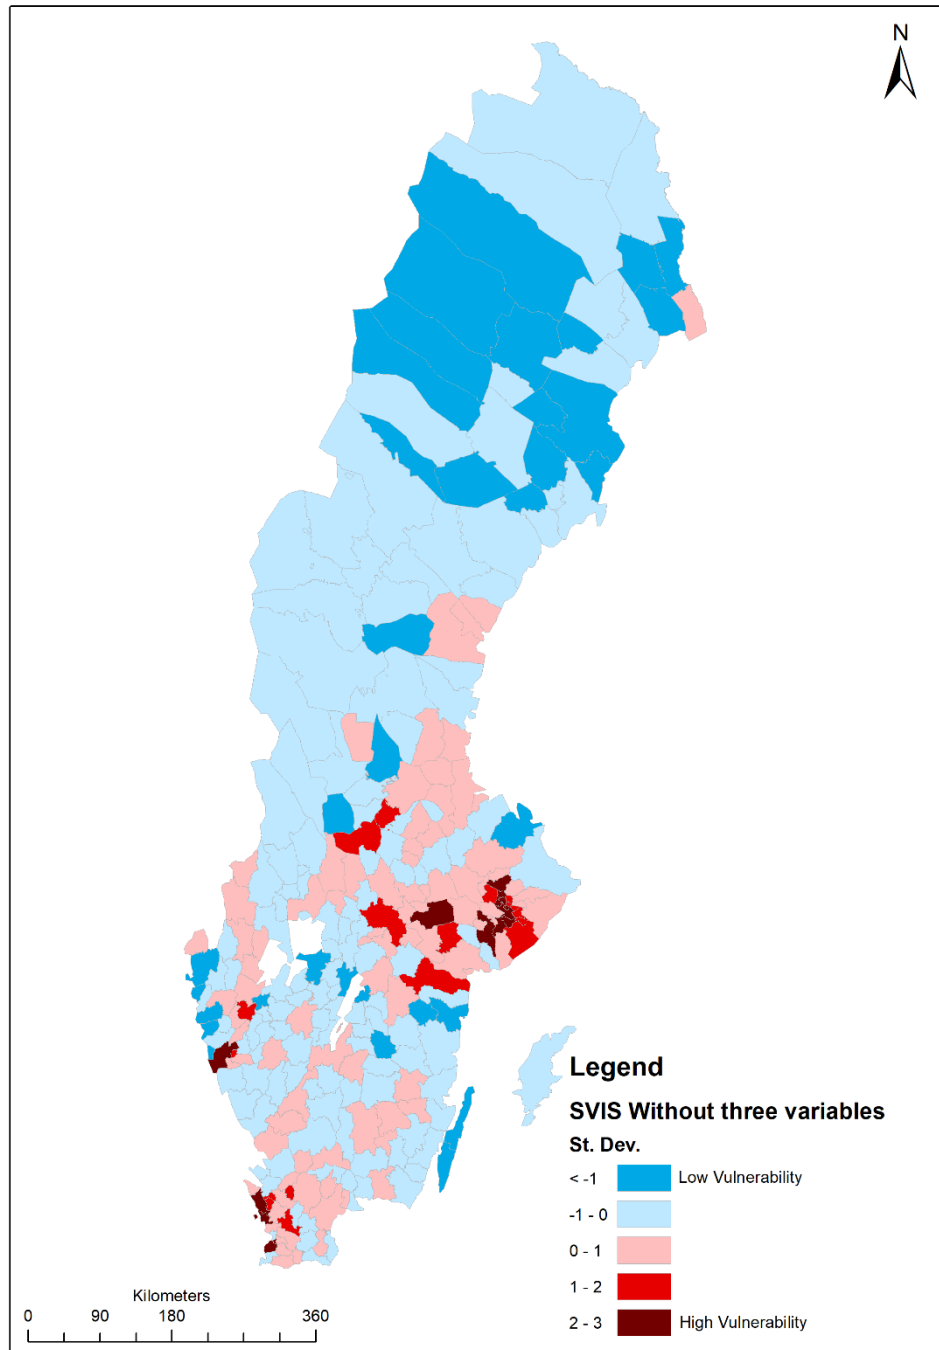 N
Legend
SVIS Without three variables
St. Dev.
< -1 Low Vulnerability
-1 - 0
0 - 1
1 - 2
2 - 3 High Vulnerability
Kilometers
0 90 180 360